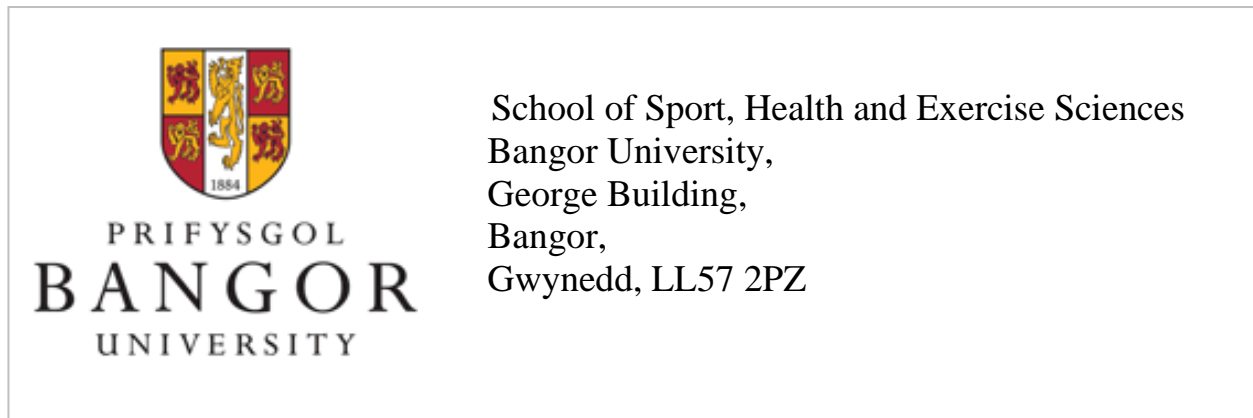 1884
PRIFYSGOL
BANGOR
UNIVERSITY
School of Sport, Health and Exercise Sciences
Bangor University,
George Building,
Bangor,
Gwynedd, LL57 2PZ